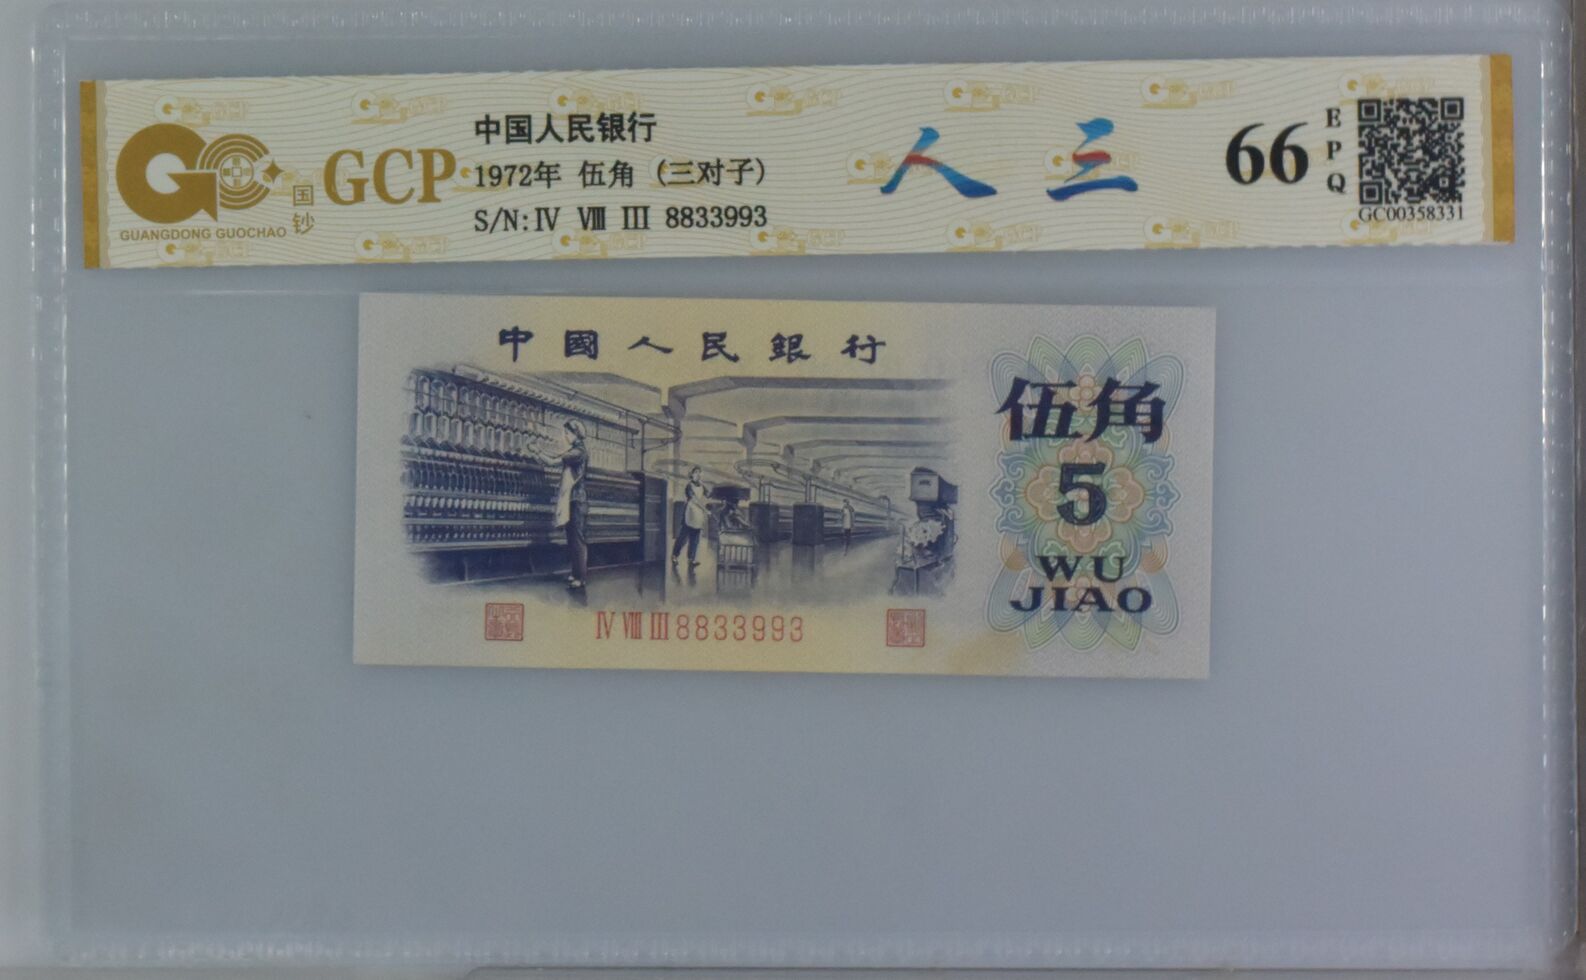 中国人民银行
GCP
国钞
GUANGDONG GUOCHAO
1972年 伍角 (三对子)
S/N:Ⅳ Ⅷ Ⅲ 8833993
人 三
66
EPQ
GC00358331
中國人民銀行
伍角
5
WU
JIAO
Ⅳ Ⅷ Ⅲ 8833993